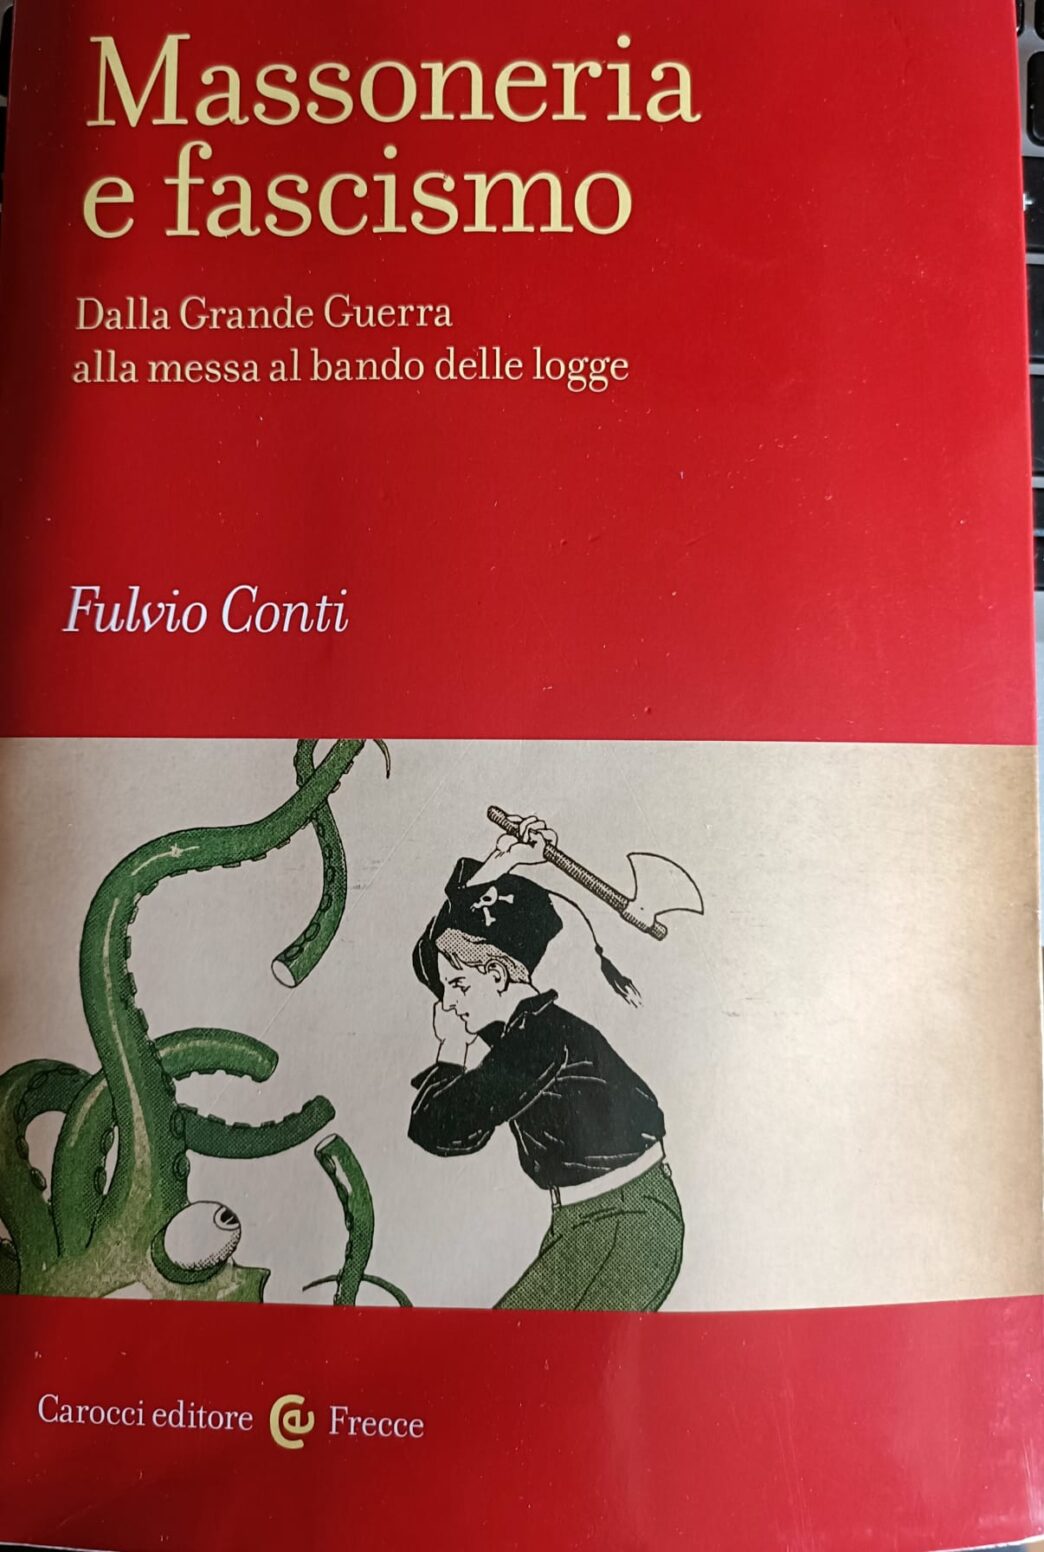 Massoneria
e fascismo
Dalla Grande Guerra
alla messa al bando delle logge
Fulvio Conti
Carocci editore Frecce